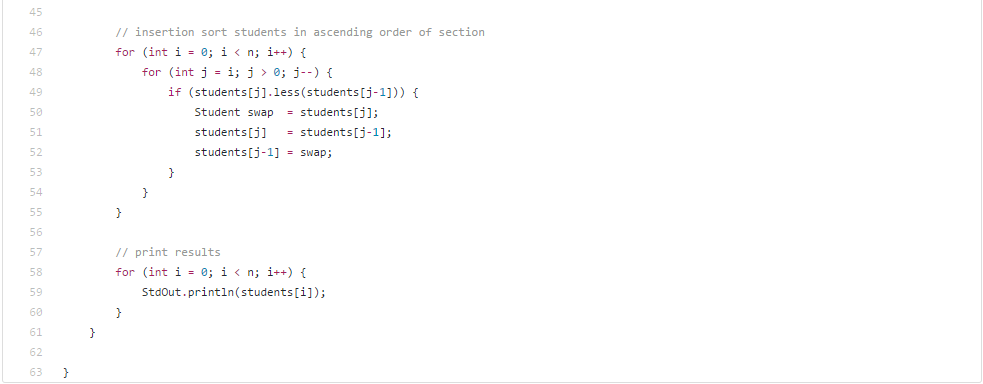 45
46 // insertion sort students in ascending order of section
47 for (int i = 0; i < n; i++) {
48 for (int j = i; j > 0; j--) {
49 if (students[j].less(students[j-1])) {
50 Student swap  = students[j];
51 students[j]   = students[j-1];
52 students[j-1] = swap;
53 }
54 }
55 }
56
57 // print results
58 for (int i = 0; i < n; i++) {
59 StdOut.println(students[i]);
60 }
61 }
62
63 }